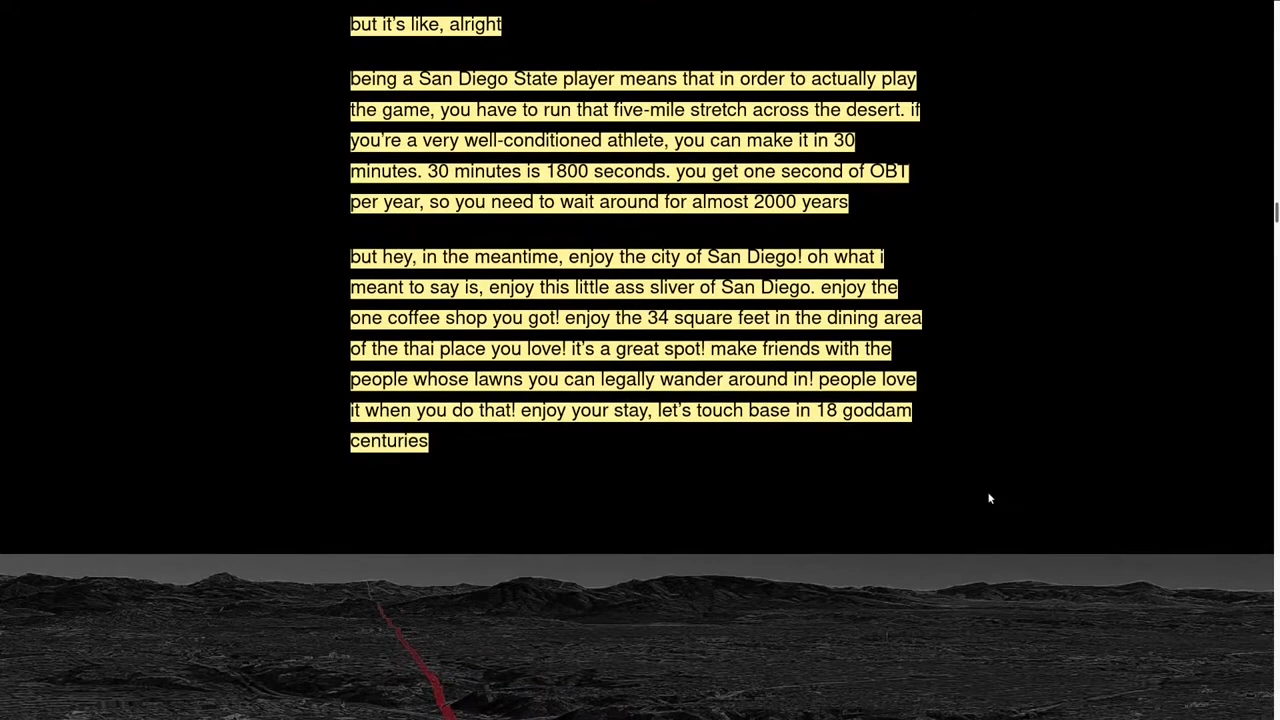 but it's like, alright
being a San Diego State player means that in order to actually play
the game, you have to run that five-mile stretch across the desert. if
you're a very well-conditioned athlete, you can make it in 30
minutes. 30 minutes is 1800 seconds. you get one second of OBT
per year, so you need to wait around for almost 2000 years
but hey, in the meantime, enjoy the city of San Diego! oh what i
meant to say is, enjoy this little ass sliver of San Diego. enjoy the
one coffee shop you got! enjoy the 34 square feet in the dining area
of the thai place you love! it's a great spot! make friends with the
people whose lawns you can legally wander around in! people love
it when you do that! enjoy your stay, let's touch base in 18 goddam
centuries